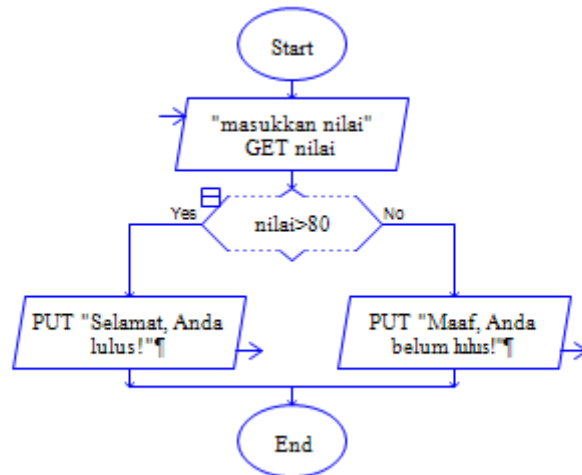 Start
"masukkan nilai"
GET nilai
Yes
nilai>80
No
PUT "Selamat, Anda
lulus!"¶
PUT "Maaf, Anda
belum lulus!"¶
End